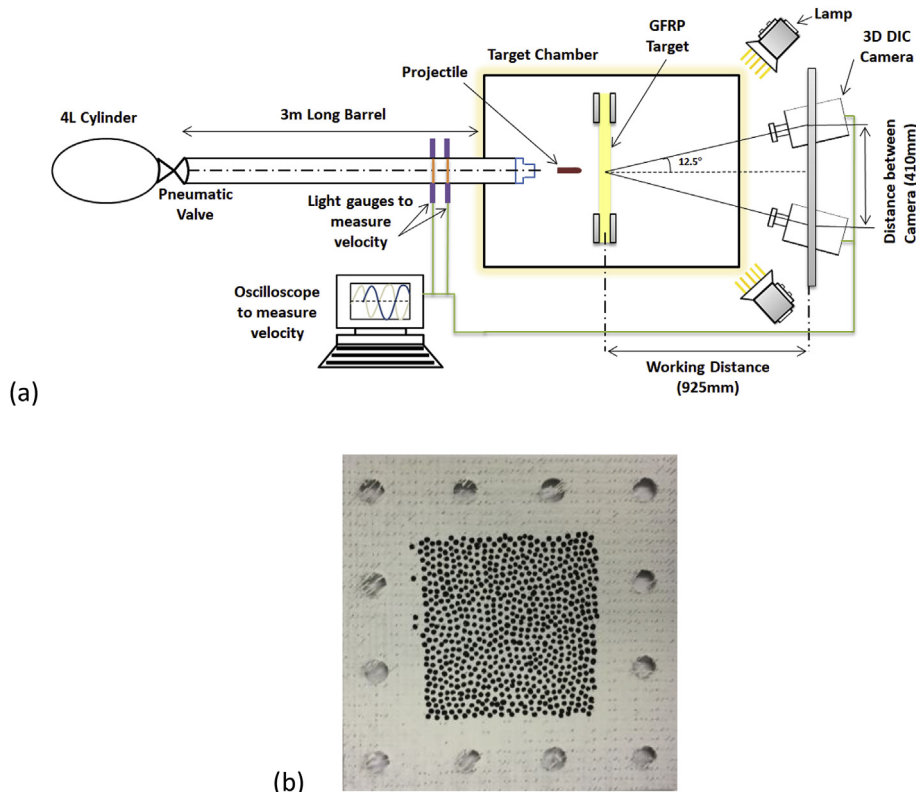 Lamp
3D DIC
Camera
GFRP
Target
Target Chamber
Projectile
4L Cylinder
3m Long Barrel
12.5°
Distance between
Camera (410mm)
Pneumatic
Valve
Light gauges to
measure
velocity
Oscilloscope
to measure
velocity
Working Distance
(925mm)
(a)
(b)